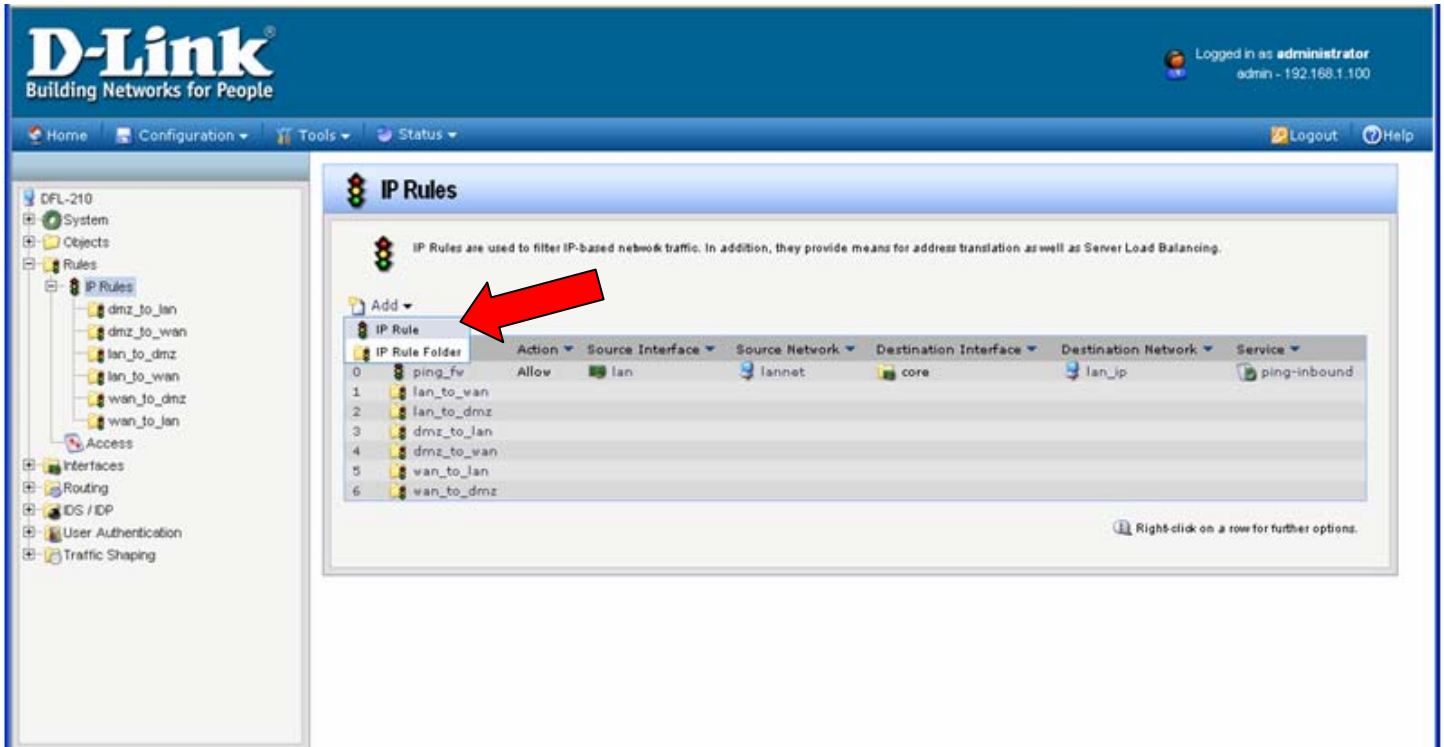 D-Link®
Building Networks for People
Logged in as administrator
admin - 192.168.1.100
Home Configuration Tools Status Logout Help
DFL-210
System
Objects
Rules
IP Rules
dmz_to_lan
dmz_to_wan
lan_to_dmz
lan_to_wan
wan_to_dmz
wan_to_lan
Access
Interfaces
Routing
IDS / IDP
User Authentication
Traffic Shaping
IP Rules
IP Rules are used to filter IP-based network traffic. In addition, they provide means for address translation as well as Server Load Balancing.
Add
IP Rule
IP Rule Folder
Action Source Interface Source Network Destination Interface Destination Network Service
0 ping_fw Allow lan lannet core lan_ip ping-inbound
1 lan_to_wan
2 lan_to_dmz
3 dmz_to_lan
4 dmz_to_wan
5 wan_to_lan
6 wan_to_dmz
Right-click on a row for further options.